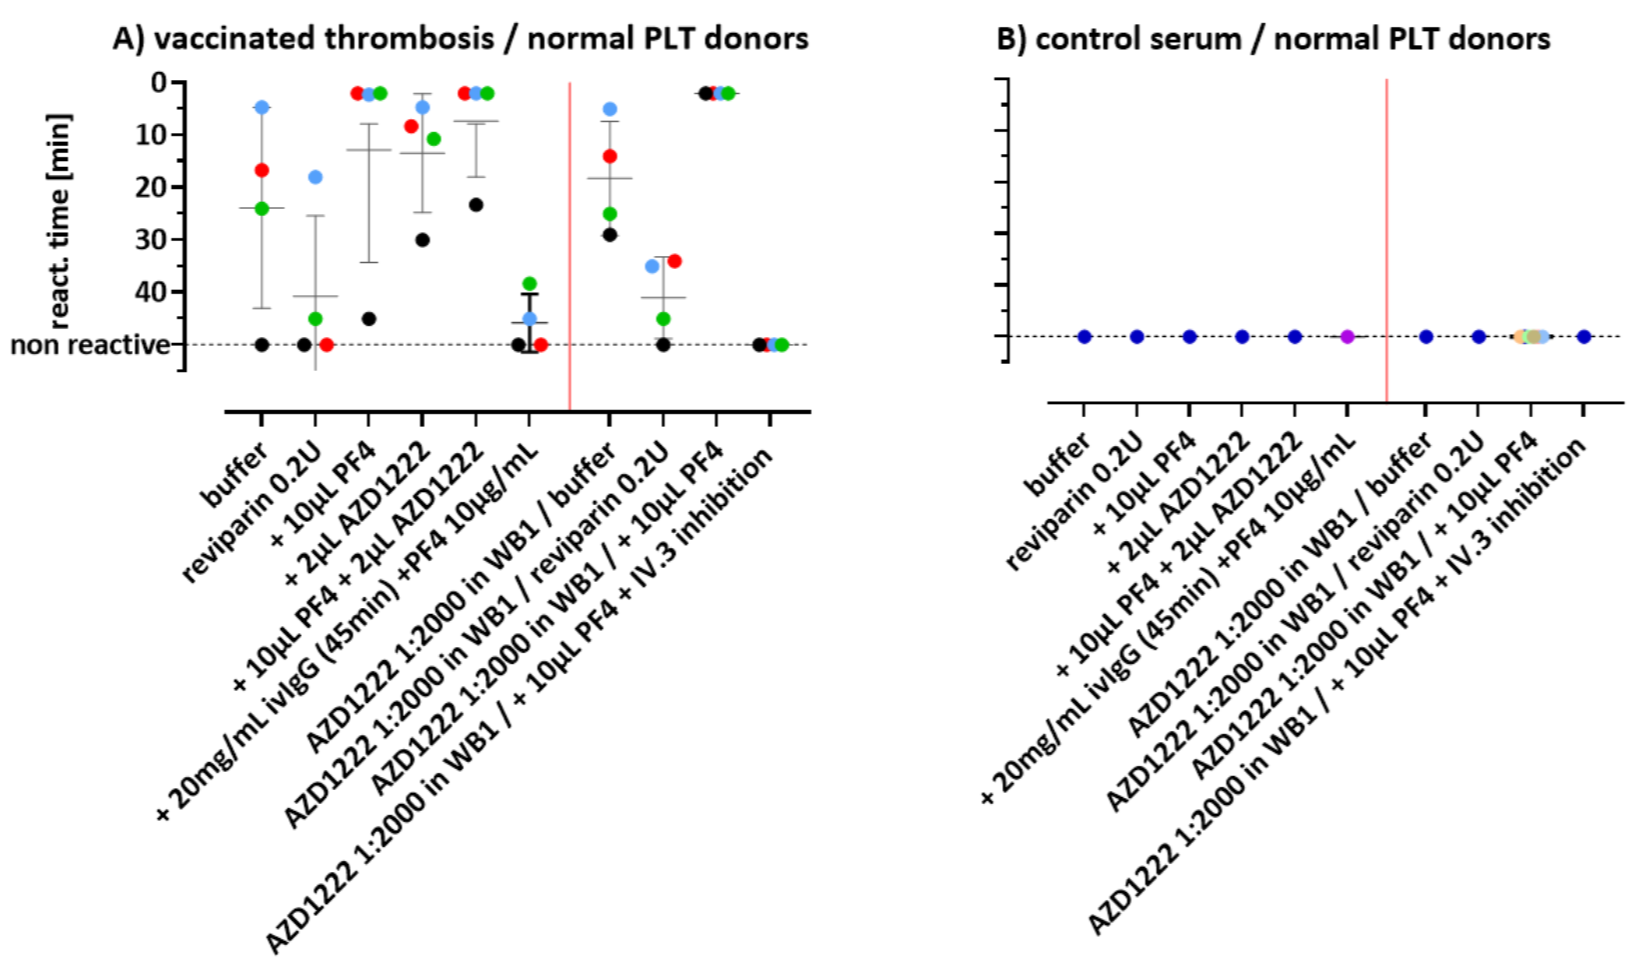 A) vaccinated thrombosis / normal PLT donors
react. time [min]
0
10
20
30
40
non reactive
buffer
reviparin 0.2U
+ 10µL PF4
+ 2µL AZD1222
+ 10µL PF4 + 2µL AZD1222
+ 20mg/mL ivIgG (45min) +PF4 10µg/mL
AZD1222 1:2000 in WB1 / buffer
AZD1222 1:2000 in WB1 / reviparin 0.2U
AZD1222 1:2000 in WB1 / + 10µL PF4
AZD1222 1:2000 in WB1 / + 10µL PF4 + IV.3 inhibition
B) control serum / normal PLT donors
buffer
reviparin 0.2U
+ 10µL PF4
+ 2µL AZD1222
+ 10µL PF4 + 2µL AZD1222
+ 20mg/mL ivIgG (45min) +PF4 10µg/mL
AZD1222 1:2000 in WB1 / buffer
AZD1222 1:2000 in WB1 / reviparin 0.2U
AZD1222 1:2000 in WB1 / + 10µL PF4
AZD1222 1:2000 in WB1 / + 10µL PF4 + IV.3 inhibition